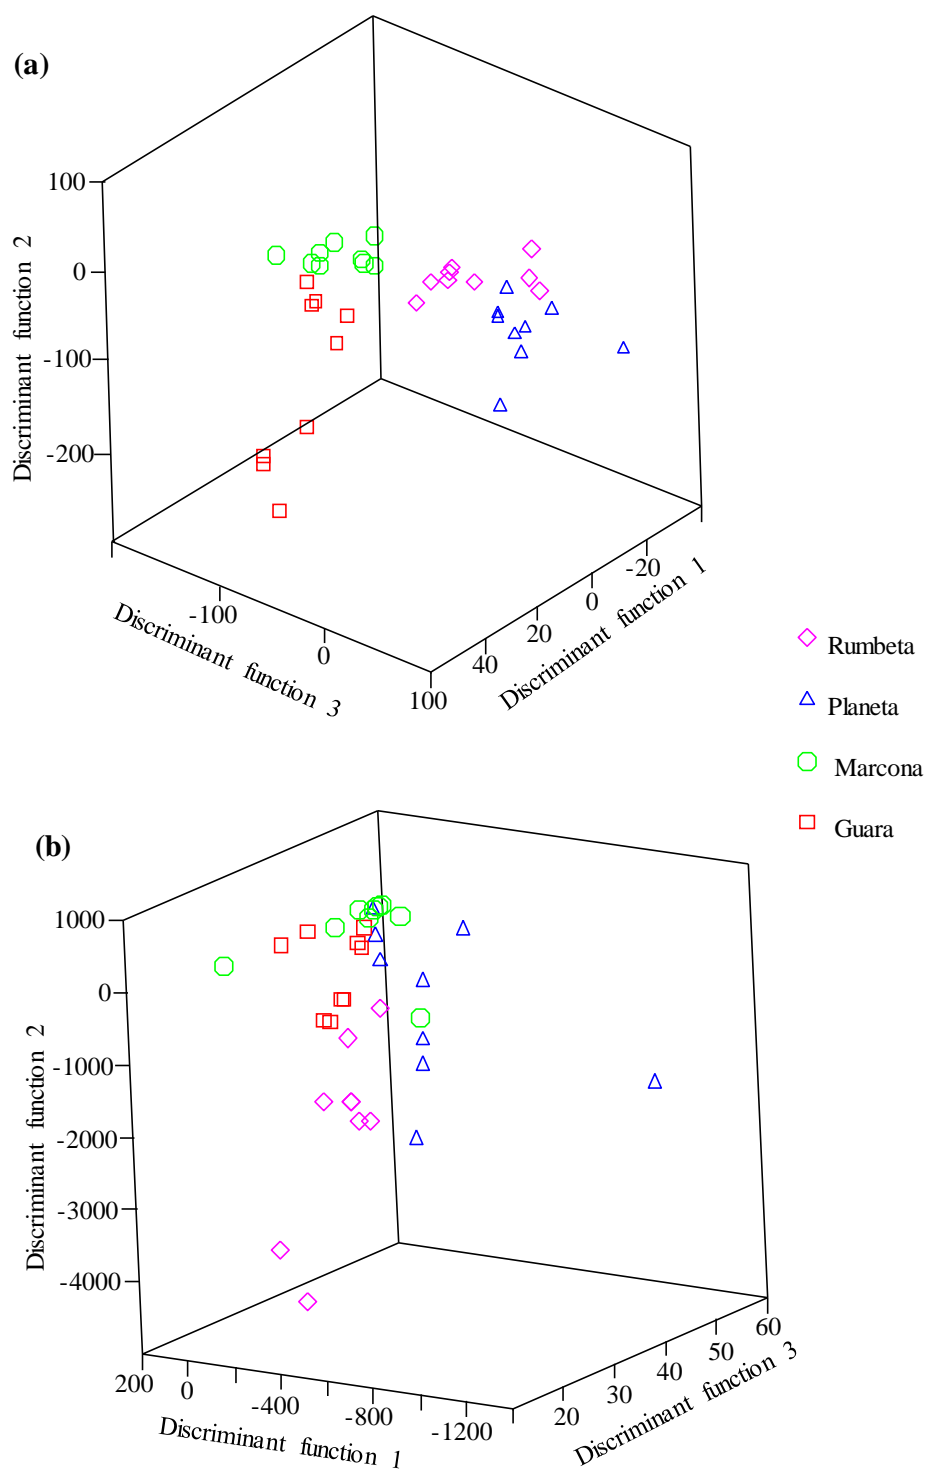 (a)
100
0
-100
-200
Discriminant function 2
-100
0
100
Discriminant function 3
40
20
0
-20
Discriminant function 1
Rumbeta
Planeta
Marcona
Guara
(b)
1000
0
-1000
-2000
-3000
-4000
Discriminant function 2
200
0
-400
-800
-1200
Discriminant function 1
20
30
40
50
60
Discriminant function 3